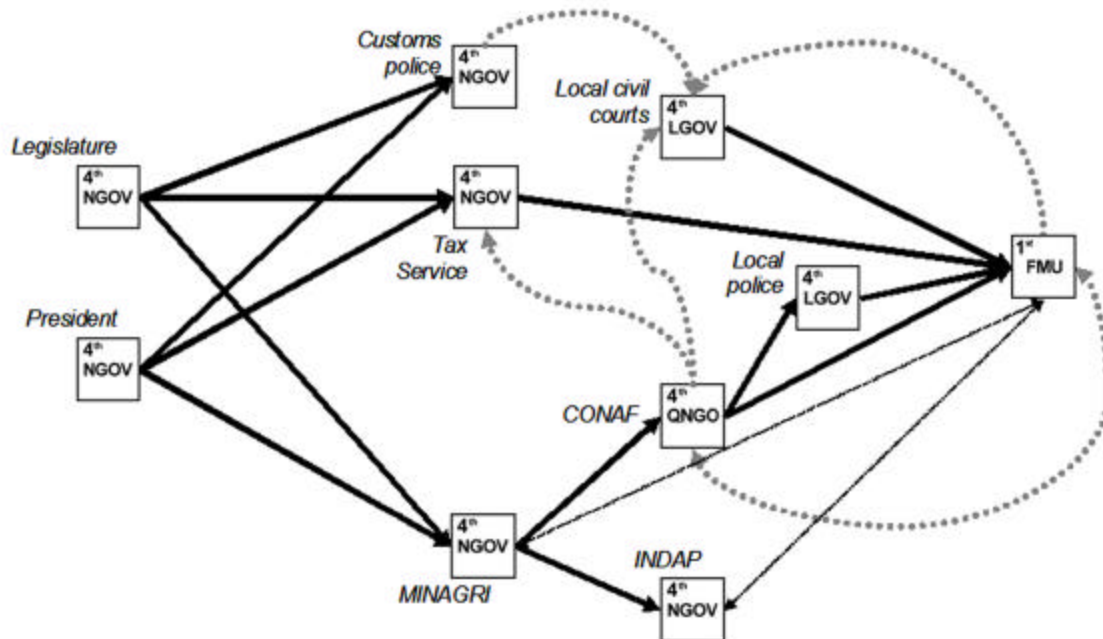 Customs
police
4th
NGOV
Local civil
courts
4th
LGOV
Legislature
4th
NGOV
4th
NGOV
Tax
Service
Local
police
4th
LGOV
1st
FMU
President
4th
NGOV
CONAF
4th
QNGO
4th
NGOV
MINAGRI
INDAP
4th
NGOV